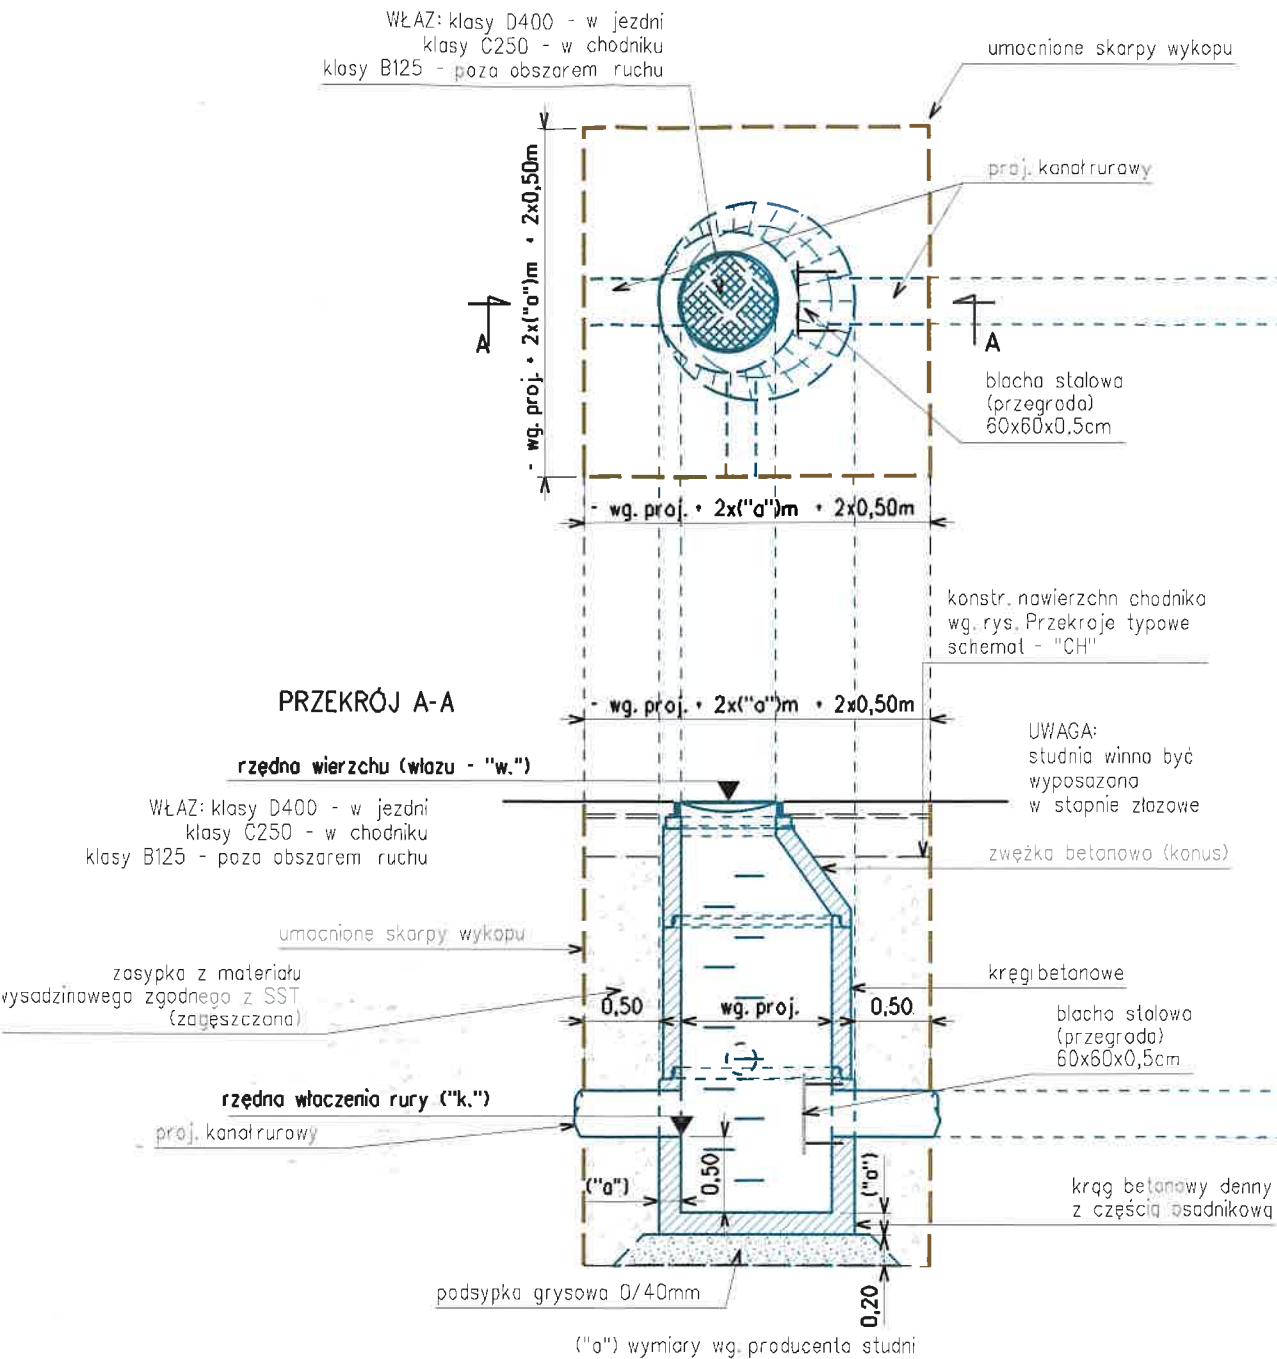 WŁAZ: klasy D400 - w jezdni
klasy C250 - w chodniku
klasy B125 - poza obszarem ruchu
umocnione skarpy wykopu
proj. kanał rurowy
- wg. proj. + 2x("a")m + 2x0,50m
A
A
blacha stalowa
(przegroda)
60x60x0,5cm
- wg. proj. + 2x("a")m + 2x0,50m
konstr. nawierzchn chodnika
wg. rys. Przekroje typowe
schemat - "CH"
PRZEKRÓJ A-A
- wg. proj. + 2x("a")m + 2x0,50m
UWAGA:
studnia winna być
wyposażona
w stopnie złazowe
rzędna wierzchu (włazu - "w.")
WŁAZ: klasy D400 - w jezdni
klasy C250 - w chodniku
klasy B125 - poza obszarem ruchu
zwężka betonowa (konus)
umocnione skarpy wykopu
zasypka z materiału
wysadzinowego zgodnego z SST
(zagęszczona)
0,50
wg. proj.
0,50
kręgi betonowe
blacha stalowa
(przegroda)
60x60x0,5cm
rzędna włączenia rury ("k.")
proj. kanał rurowy
("a")
0,50
("a")
krąg betonowy denny
z częścią osadnikową
podsypka grysowa 0/40mm
0,20
("a") wymiary wg. producenta studni